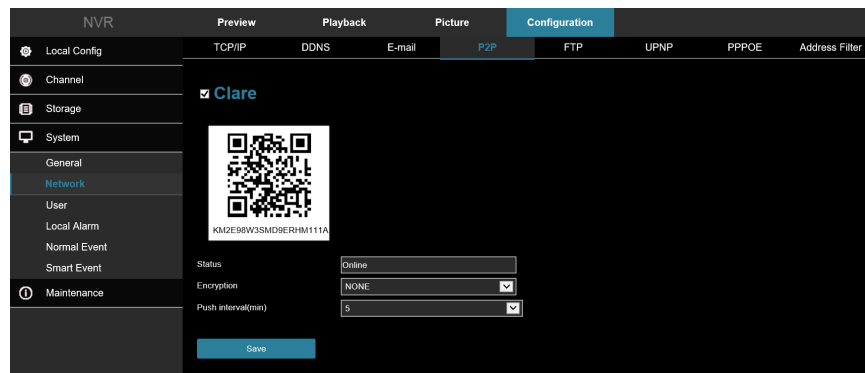 NVR Preview Playback Picture Configuration
Local Config TCP/IP DDNS E-mail P2P FTP UPNP PPPOE Address Filter
Channel
Clare
Storage
System
General
Network
User
KM2E98W3SMD9ERHM111A
Local Alarm
Normal Event
Smart Event
Status Online
Encryption NONE
Maintenance
Push interval(min) 5
Save